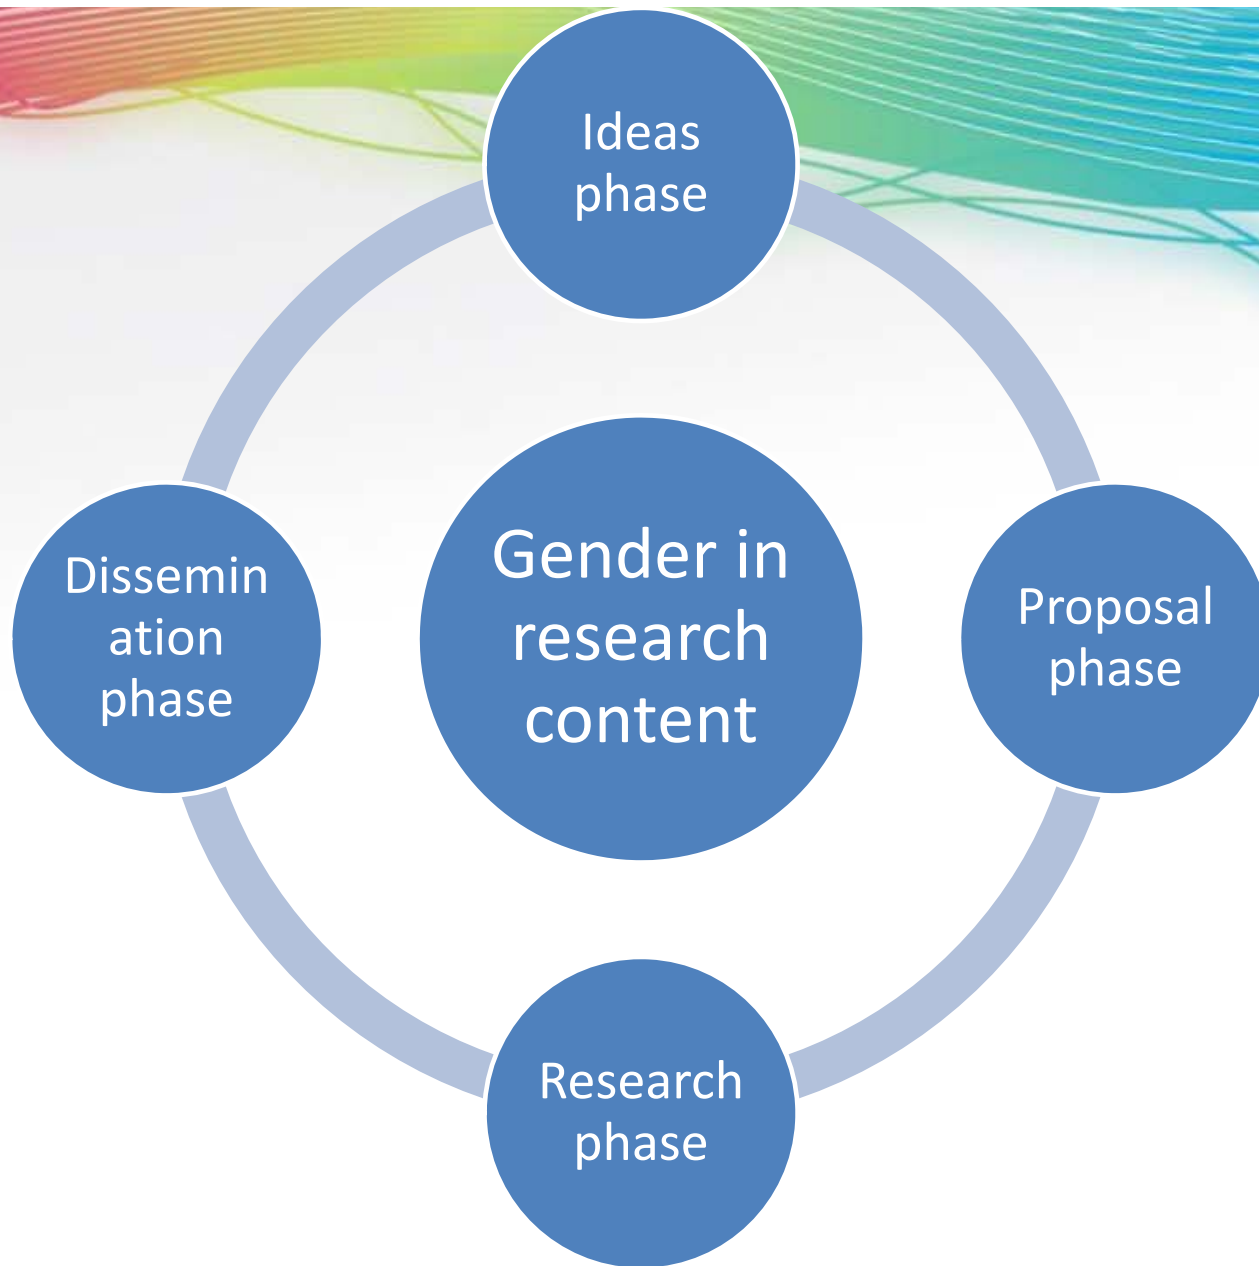 Ideas
phase
Gender in
research
content
Proposal
phase
Research
phase
Dissemin
ation
phase